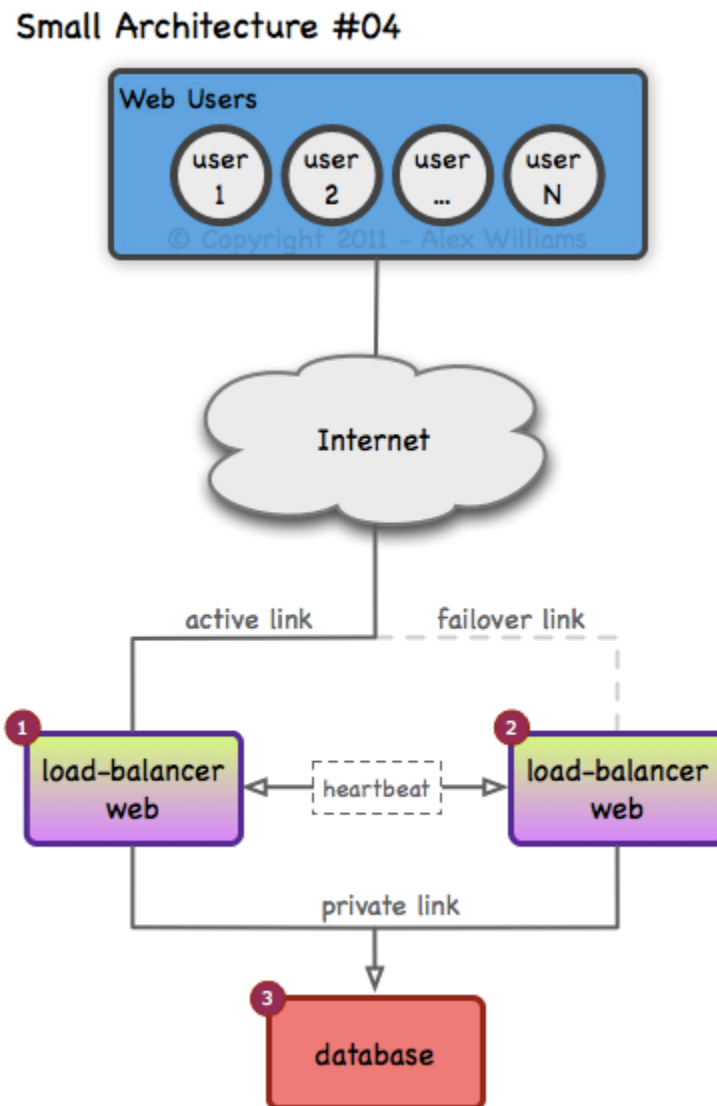 Small Architecture #04
Web Users
user
1
user
2
user
...
user
N
© Copyright 2011 - Alex Williams
Internet
active link
failover link
1
2
load-balancer
web
heartbeat
load-balancer
web
private link
3
database